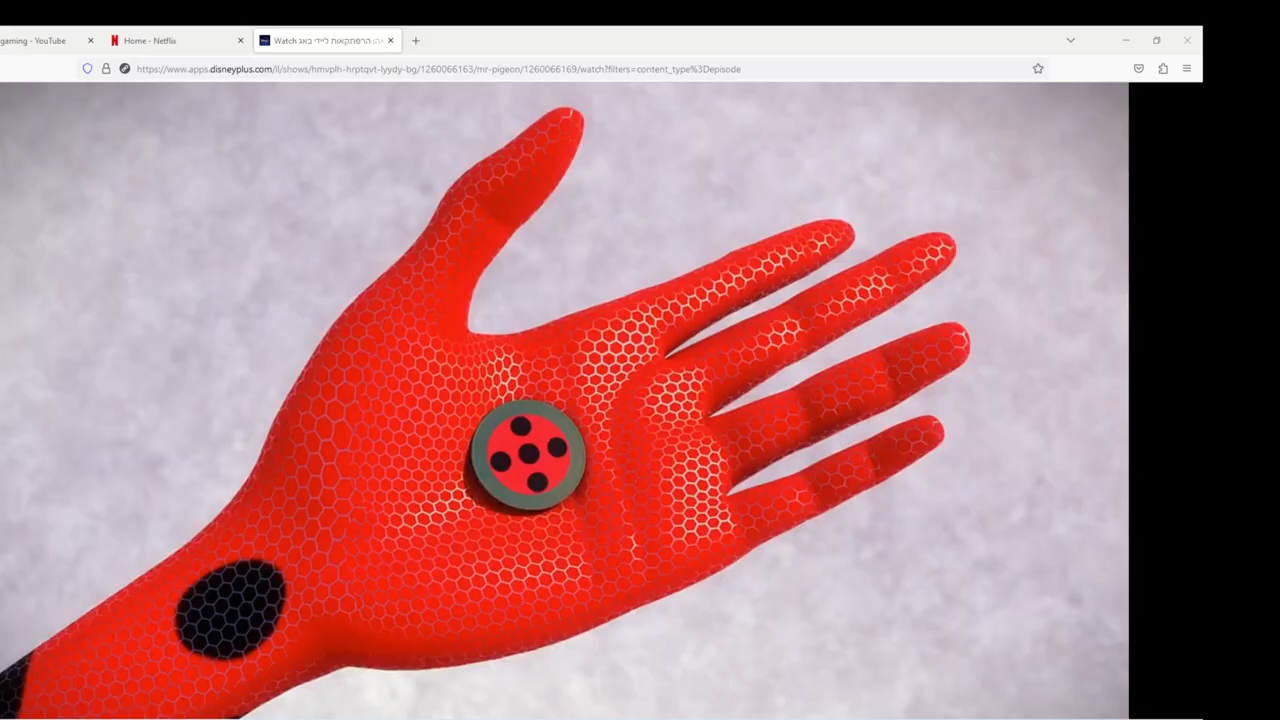 gaming - YouTube
Home - Netflix
Watch הרפתקאות ליידי באג
https://www.apps.disneyplus.com/il/shows/hmvplh-hrptqvt-lyydy-bg/1260066163/mr-pigeon/1260066169/watch?filters=content_type%3Depisode